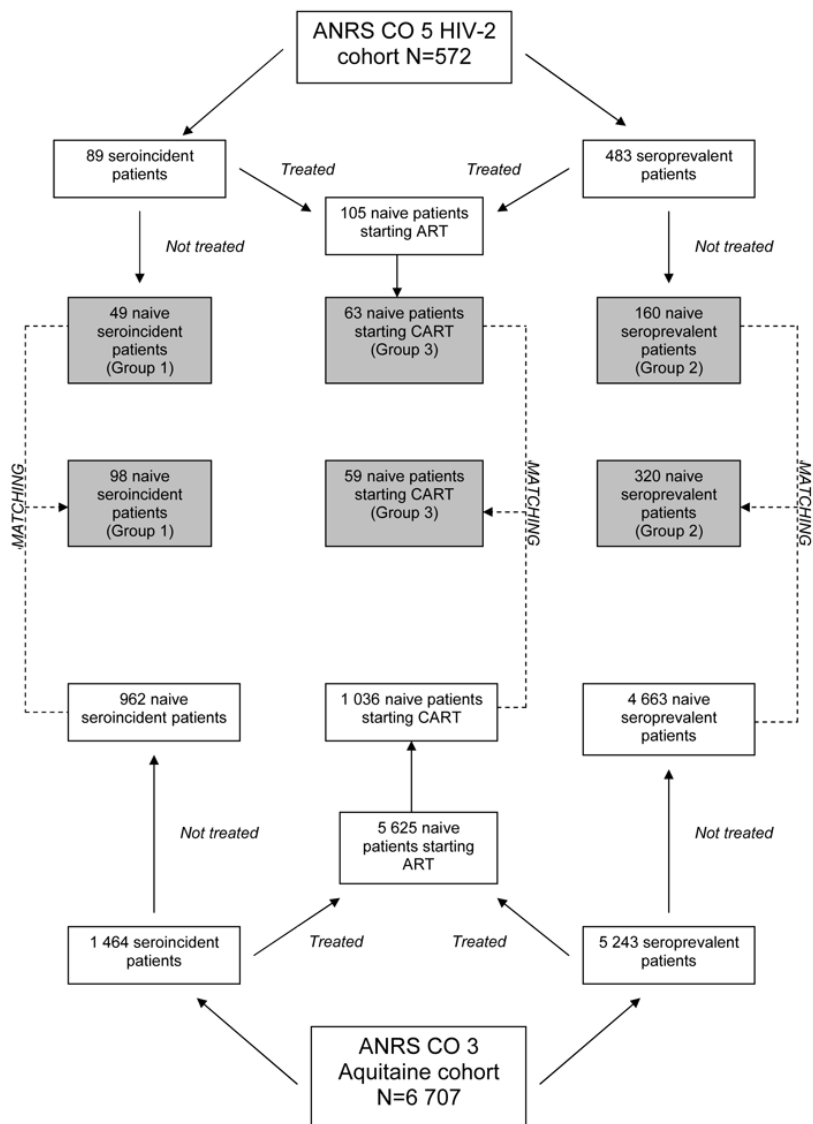 ANRS CO 5 HIV-2
cohort N=572
89 seroincident
patients
Treated
Treated
483 seroprevalent
patients
105 naive patients
starting ART
Not treated
Not treated
49 naive
seroincident
patients
(Group 1)
63 naive patients
starting CART
(Group 3)
160 naive
seroprevalent
patients
(Group 2)
MATCHING
98 naive
seroincident
patients
(Group 1)
59 naive patients
starting CART
(Group 3)
MATCHING
320 naive
seroprevalent
patients
(Group 2)
MATCHING
962 naive
seroincident patients
1 036 naive patients
starting CART
4 663 naive
seroprevalent
patients
Not treated
5 625 naive
patients starting
ART
Not treated
1 464 seroincident
patients
Treated
Treated
5 243 seroprevalent
patients
ANRS CO 3
Aquitaine cohort
N=6 707